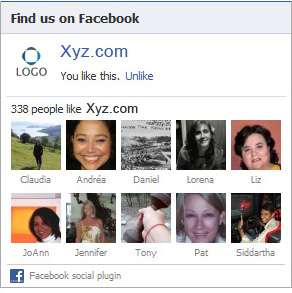 Find us on Facebook
Xyz.com
LOGO
You like this. Unlike
338 people like Xyz.com
Claudia Andréa Daniel Lorena Liz
JoAnn Jennifer Tony Pat Siddartha
Facebook social plugin